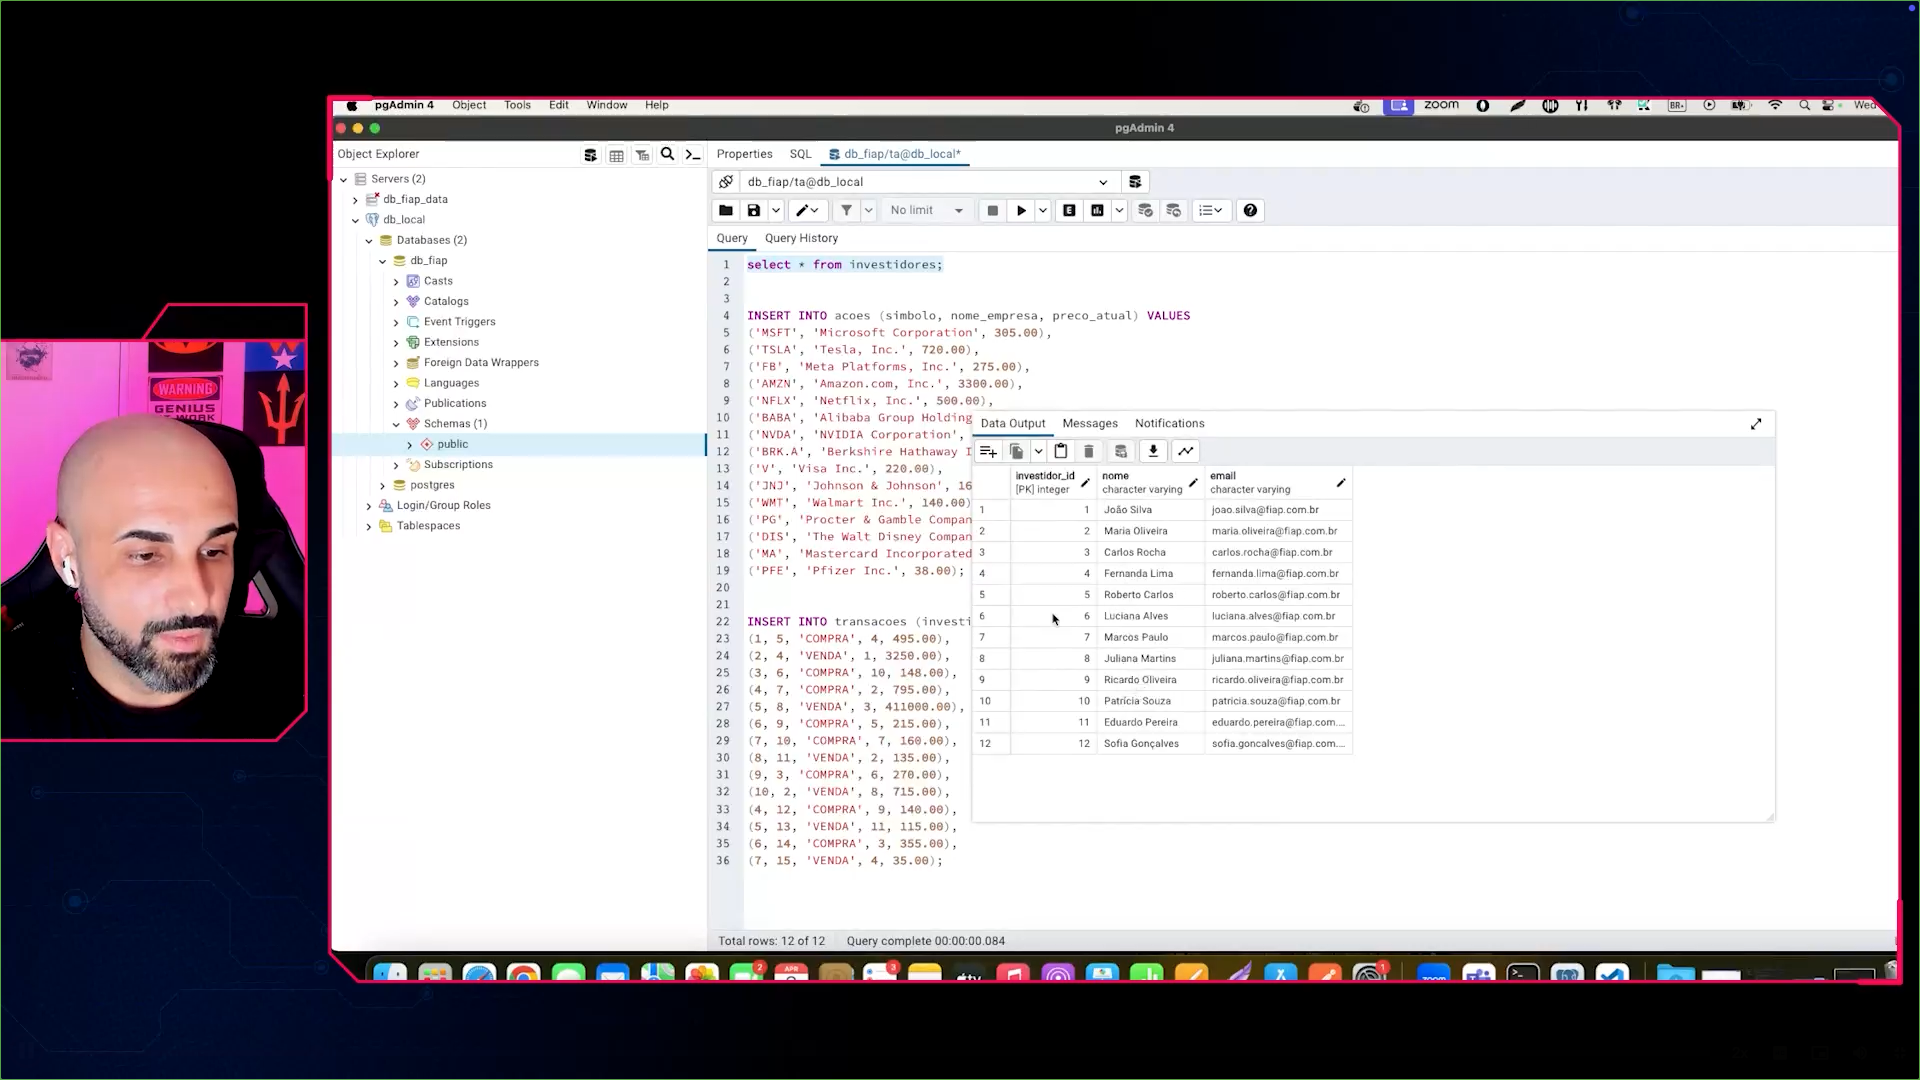 pgAdmin 4 Object Tools Edit Window Help
zoom BR Wed
pgAdmin 4
Object Explorer
Properties SQL db_fiap/ta@db_local*
Servers (2)
db_fiap_data
db_local
Databases (2)
db_fiap
Casts
Catalogs
Event Triggers
Extensions
Foreign Data Wrappers
Languages
Publications
Schemas (1)
public
Subscriptions
postgres
Login/Group Roles
Tablespaces
WARNING
GENIUS
AT WORK
db_fiap/ta@db_local
No limit
E
Query Query History
1 select * from investidores;
2
3
4 INSERT INTO acoes (simbolo, nome_empresa, preco_atual) VALUES
5 ('MSFT', 'Microsoft Corporation', 305.00),
6 ('TSLA', 'Tesla, Inc.', 720.00),
7 ('FB', 'Meta Platforms, Inc.', 275.00),
8 ('AMZN', 'Amazon.com, Inc.', 3300.00),
9 ('NFLX', 'Netflix, Inc.', 500.00),
10 ('BABA', 'Alibaba Group Holding
11 ('NVDA', 'NVIDIA Corporation',
12 ('BRK.A', 'Berkshire Hathaway I
13 ('V', 'Visa Inc.', 220.00),
14 ('JNJ', 'Johnson & Johnson', 16
15 ('WMT', 'Walmart Inc.', 140.00)
16 ('PG', 'Procter & Gamble Compan
17 ('DIS', 'The Walt Disney Compan
18 ('MA', 'Mastercard Incorporated
19 ('PFE', 'Pfizer Inc.', 38.00);
20
21
22 INSERT INTO transacoes (investi
23 (1, 5, 'COMPRA', 4, 495.00),
24 (2, 4, 'VENDA', 1, 3250.00),
25 (3, 6, 'COMPRA', 10, 148.00),
26 (4, 7, 'COMPRA', 2, 795.00),
27 (5, 8, 'VENDA', 3, 411000.00),
28 (6, 9, 'COMPRA', 5, 215.00),
29 (7, 10, 'COMPRA', 7, 160.00),
30 (8, 11, 'VENDA', 2, 135.00),
31 (9, 3, 'COMPRA', 6, 270.00),
32 (10, 2, 'VENDA', 8, 715.00),
33 (4, 12, 'COMPRA', 9, 140.00),
34 (5, 13, 'VENDA', 11, 115.00),
35 (6, 14, 'COMPRA', 3, 355.00),
36 (7, 15, 'VENDA', 4, 35.00);
Data Output Messages Notifications
investidor_id nome email
[PK] integer character varying character varying
1 1 João Silva joao.silva@fiap.com.br
2 2 Maria Oliveira maria.oliveira@fiap.com.br
3 3 Carlos Rocha carlos.rocha@fiap.com.br
4 4 Fernanda Lima fernanda.lima@fiap.com.br
5 5 Roberto Carlos roberto.carlos@fiap.com.br
6 6 Luciana Alves luciana.alves@fiap.com.br
7 7 Marcos Paulo marcos.paulo@fiap.com.br
8 8 Juliana Martins juliana.martins@fiap.com.br
9 9 Ricardo Oliveira ricardo.oliveira@fiap.com.br
10 10 Patrícia Souza patricia.souza@fiap.com.br
11 11 Eduardo Pereira eduardo.pereira@fiap.com...
12 12 Sofia Gonçalves sofia.goncalves@fiap.com...
Total rows: 12 of 12 Query complete 00:00:00.084
2 3 1
zoom